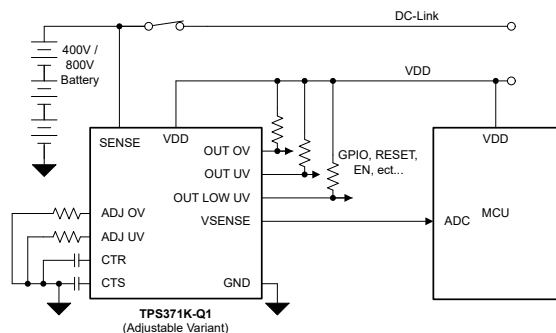 DC-Link
400V /
800V
Battery
VDD
SENSE
VDD
OUT OV
OUT UV
OUT LOW UV
VSENSE
GPIO, RESET,
EN, ect...
VDD
ADC
MCU
ADJ OV
ADJ UV
CTR
CTS
GND
TPS371K-Q1
(Adjustable Variant)